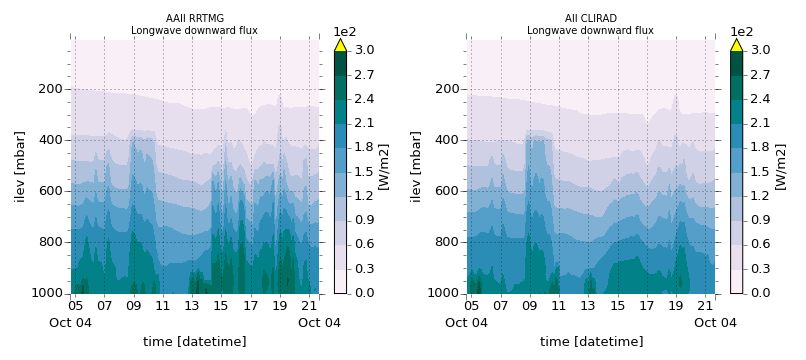 AAll RRTMG
Longwave downward flux
1e2
3.0
2.7
2.4
2.1
1.8
1.5
1.2
0.9
0.6
0.3
0.0
[W/m2]
200
400
600
800
1000
ilev [mbar]
05 07 09 11 13 15 17 19 21
Oct 04 Oct 04
time [datetime]
All CLIRAD
Longwave downward flux
1e2
3.0
2.7
2.4
2.1
1.8
1.5
1.2
0.9
0.6
0.3
0.0
[W/m2]
200
400
600
800
1000
ilev [mbar]
05 07 09 11 13 15 17 19 21
Oct 04 Oct 04
time [datetime]